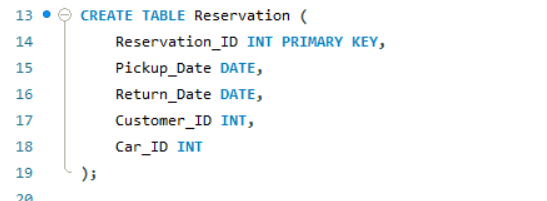 13 CREATE TABLE Reservation (
14 Reservation_ID INT PRIMARY KEY,
15 Pickup_Date DATE,
16 Return_Date DATE,
17 Customer_ID INT,
18 Car_ID INT
19 );
20